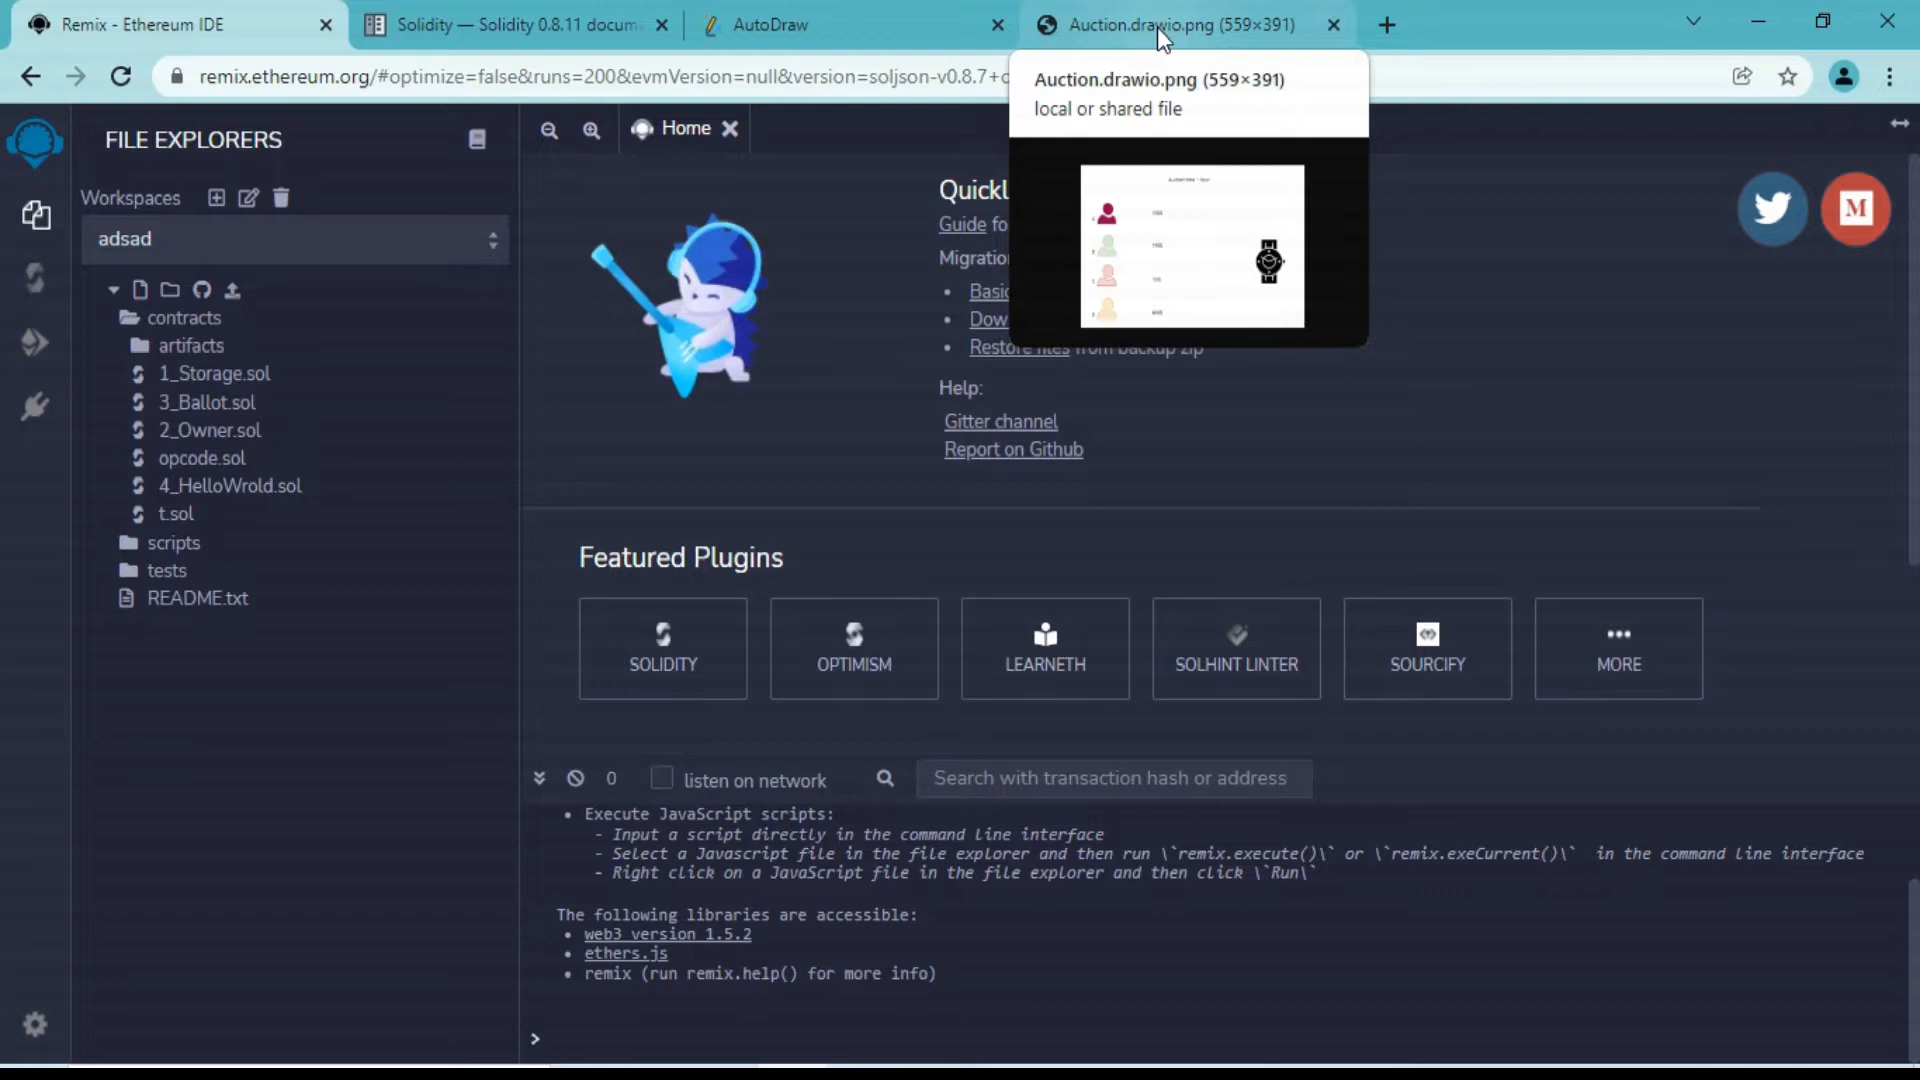 Remix - Ethereum IDE
Solidity — Solidity 0.8.11 docum
AutoDraw
Auction.drawio.png (559×391)
remix.ethereum.org/#optimize=false&runs=200&evmVersion=null&version=soljson-v0.8.7+c
Auction.drawio.png (559×391)
local or shared file
FILE EXPLORERS
Home
Workspaces
adsad
contracts
artifacts
1_Storage.sol
3_Ballot.sol
2_Owner.sol
opcode.sol
4_HelloWrold.sol
t.sol
scripts
tests
README.txt
Quickl
Guide fo
Migratio
Basic
Dow
Restore files from backup zip
Help:
Gitter channel
Report on Github
M
Featured Plugins
SOLIDITY
OPTIMISM
LEARNETH
SOLHINT LINTER
SOURCIFY
MORE
0
listen on network
Search with transaction hash or address
• Execute JavaScript scripts:
- Input a script directly in the command line interface
- Select a Javascript file in the file explorer and then run \`remix.execute()\` or \`remix.exeCurrent()\` in the command line interface
- Right click on a JavaScript file in the file explorer and then click \`Run\`
The following libraries are accessible:
• web3 version 1.5.2
• ethers.js
• remix (run remix.help() for more info)
>